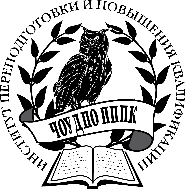 ИНСТИТУТ ПЕРЕПОДГОТОВКИ И ПОВЫШЕНИЯ КВАЛИФИКАЦИИ
ЧОУ ДПО ИППК